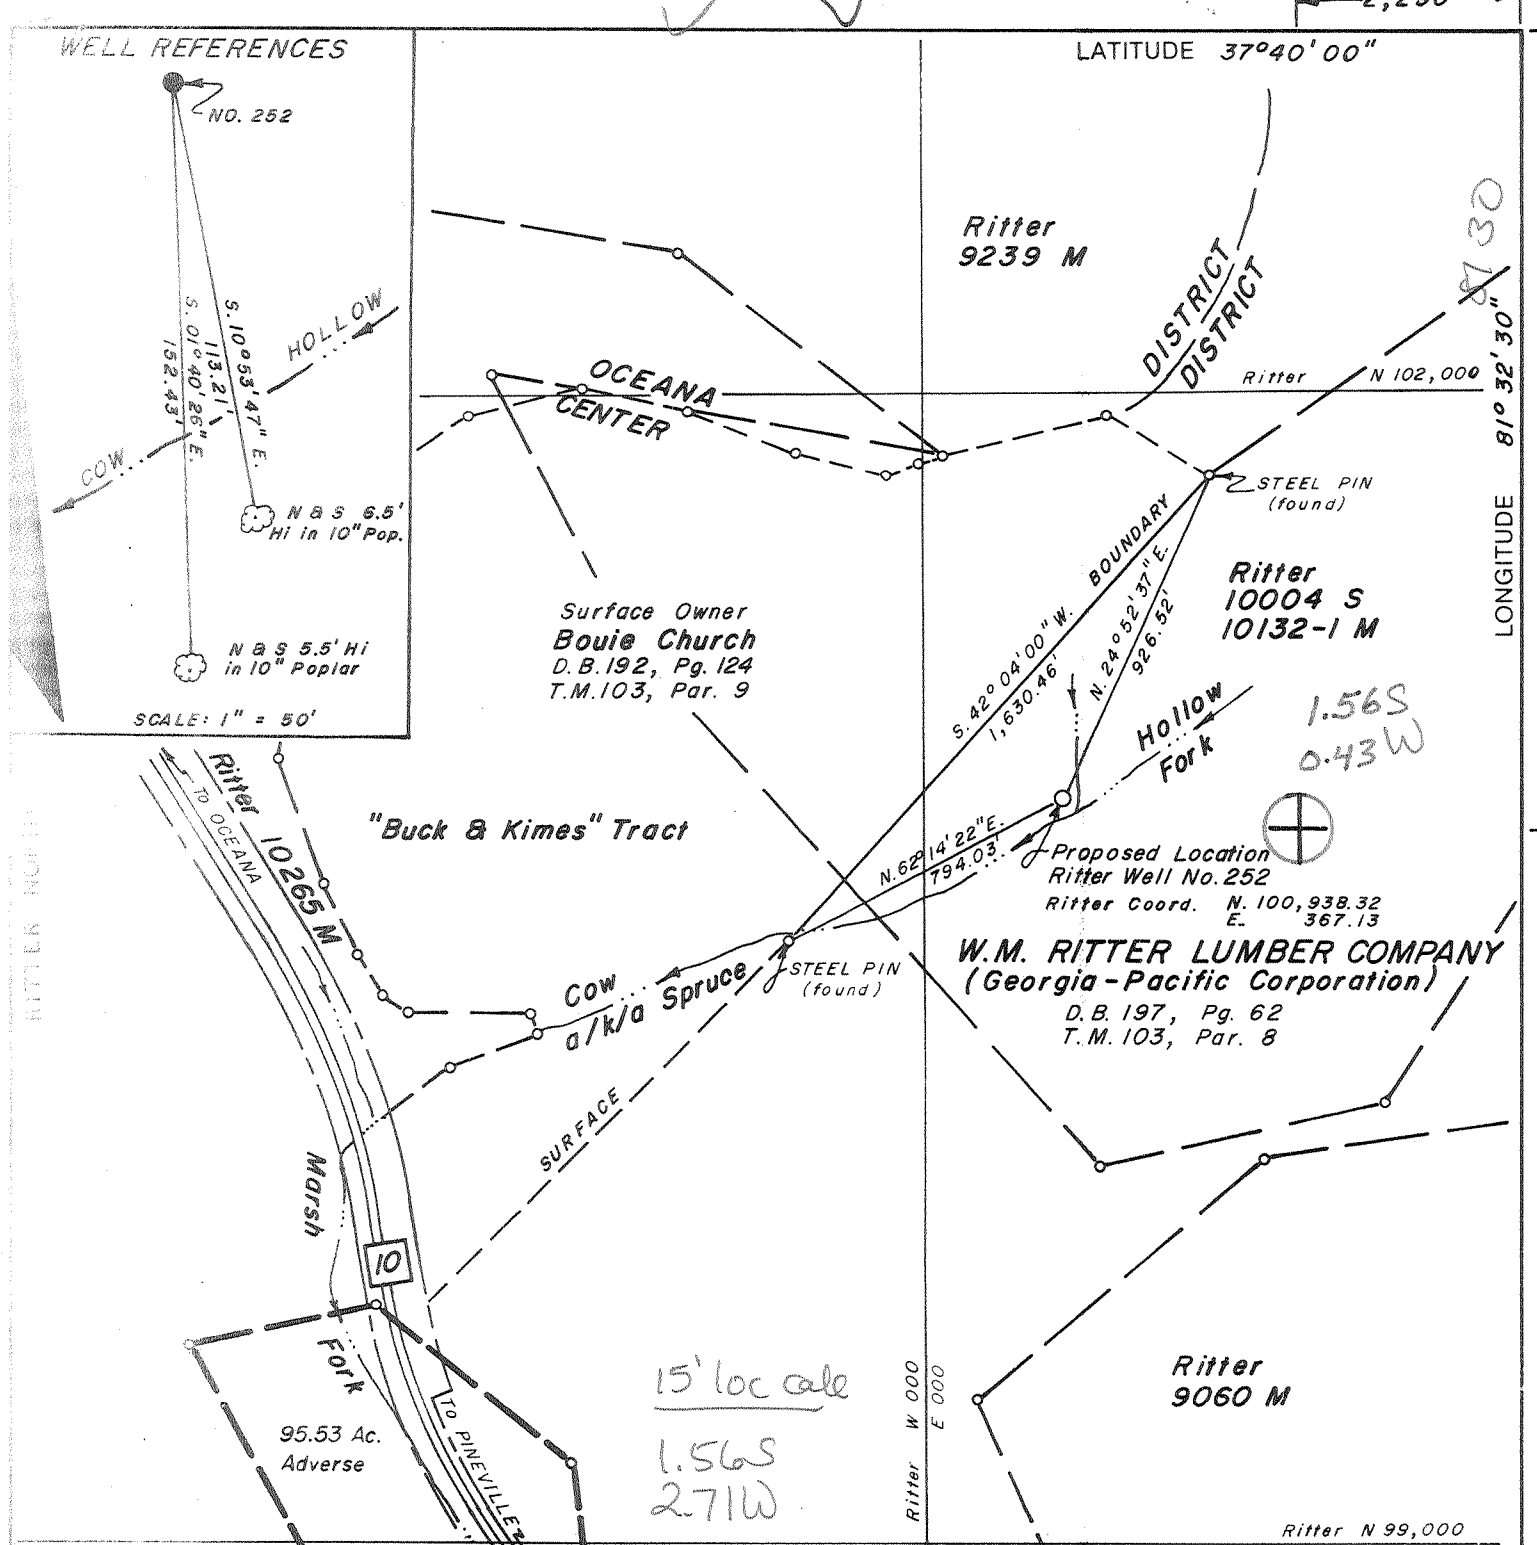 2,250
WELL REFERENCES
NO. 252
S. 10° 53' 47" E.
113.21'
S. 01° 40' 26" E.
152.43'
HOLLOW
COW
N & S 6.5'
Hi in 10" Pop.
N & S 5.5' Hi
in 10" Poplar
SCALE: 1" = 50'
LATITUDE 37°40'00"
Ritter
9239 M
DISTRICT
DISTRICT
OCEANA
CENTER
Ritter N 102,000
81 30
LONGITUDE 81° 32' 30"
STEEL PIN
(found)
BOUNDARY
S. 42° 04' 00" W.
1,630.46'
N. 24° 52' 37" E.
926.52'
Ritter
10004 S
10132-1 M
Surface Owner
Bouie Church
D.B. 192, Pg. 124
T.M. 103, Par. 9
Hollow
Fork
1.56S
0.43W
"Buck & Kimes" Tract
Ritter 10265 M
TO OCEANA
N. 62° 14' 22" E.
794.03'
Proposed Location
Ritter Well No. 252
Ritter Coord. N. 100,938.32
E. 367.13
W.M. RITTER LUMBER COMPANY
(Georgia-Pacific Corporation)
D.B. 197, Pg. 62
T.M. 103, Par. 8
STEEL PIN
(found)
Cow
a/k/a Spruce
SURFACE
Marsh
Fork
10
TO PINEVILLE
95.53 Ac.
Adverse
15' loc cale
1.56S
2.71W
Ritter W 000
E 000
Ritter
9060 M
Ritter N 99,000